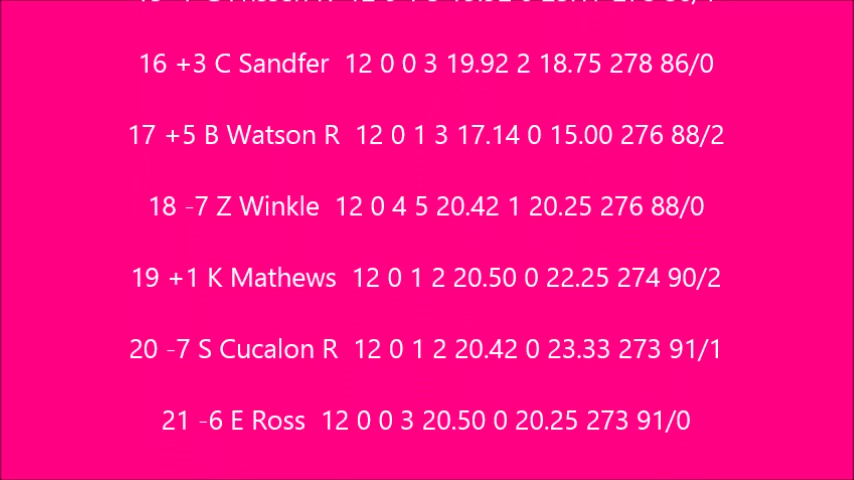 16 +3 C Sandfer 12 0 0 3 19.92 2 18.75 278 86/0
17 +5 B Watson R 12 0 1 3 17.14 0 15.00 276 88/2
18 -7 Z Winkle 12 0 4 5 20.42 1 20.25 276 88/0
19 +1 K Mathews 12 0 1 2 20.50 0 22.25 274 90/2
20 -7 S Cucalon R 12 0 1 2 20.42 0 23.33 273 91/1
21 -6 E Ross 12 0 0 3 20.50 0 20.25 273 91/0